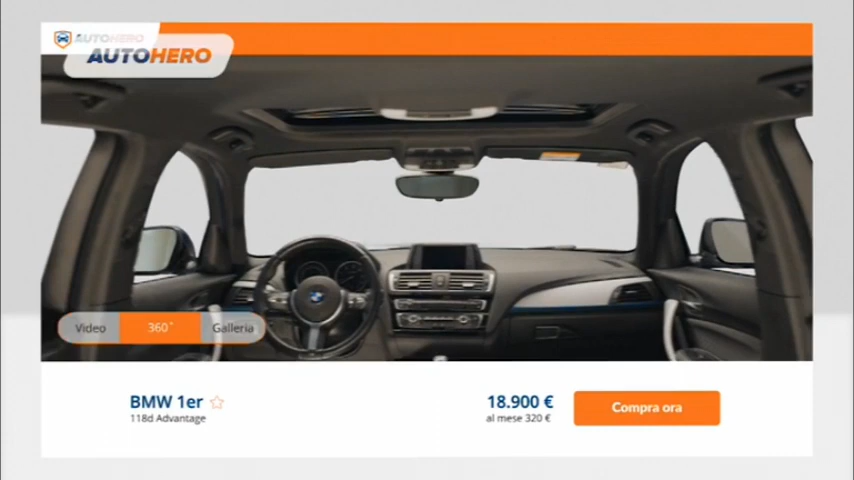 AUTOHERO
AUTOHERO
Video
360°
Galleria
BMW 1er
118d Advantage
18.900 €
al mese 320 €
Compra ora